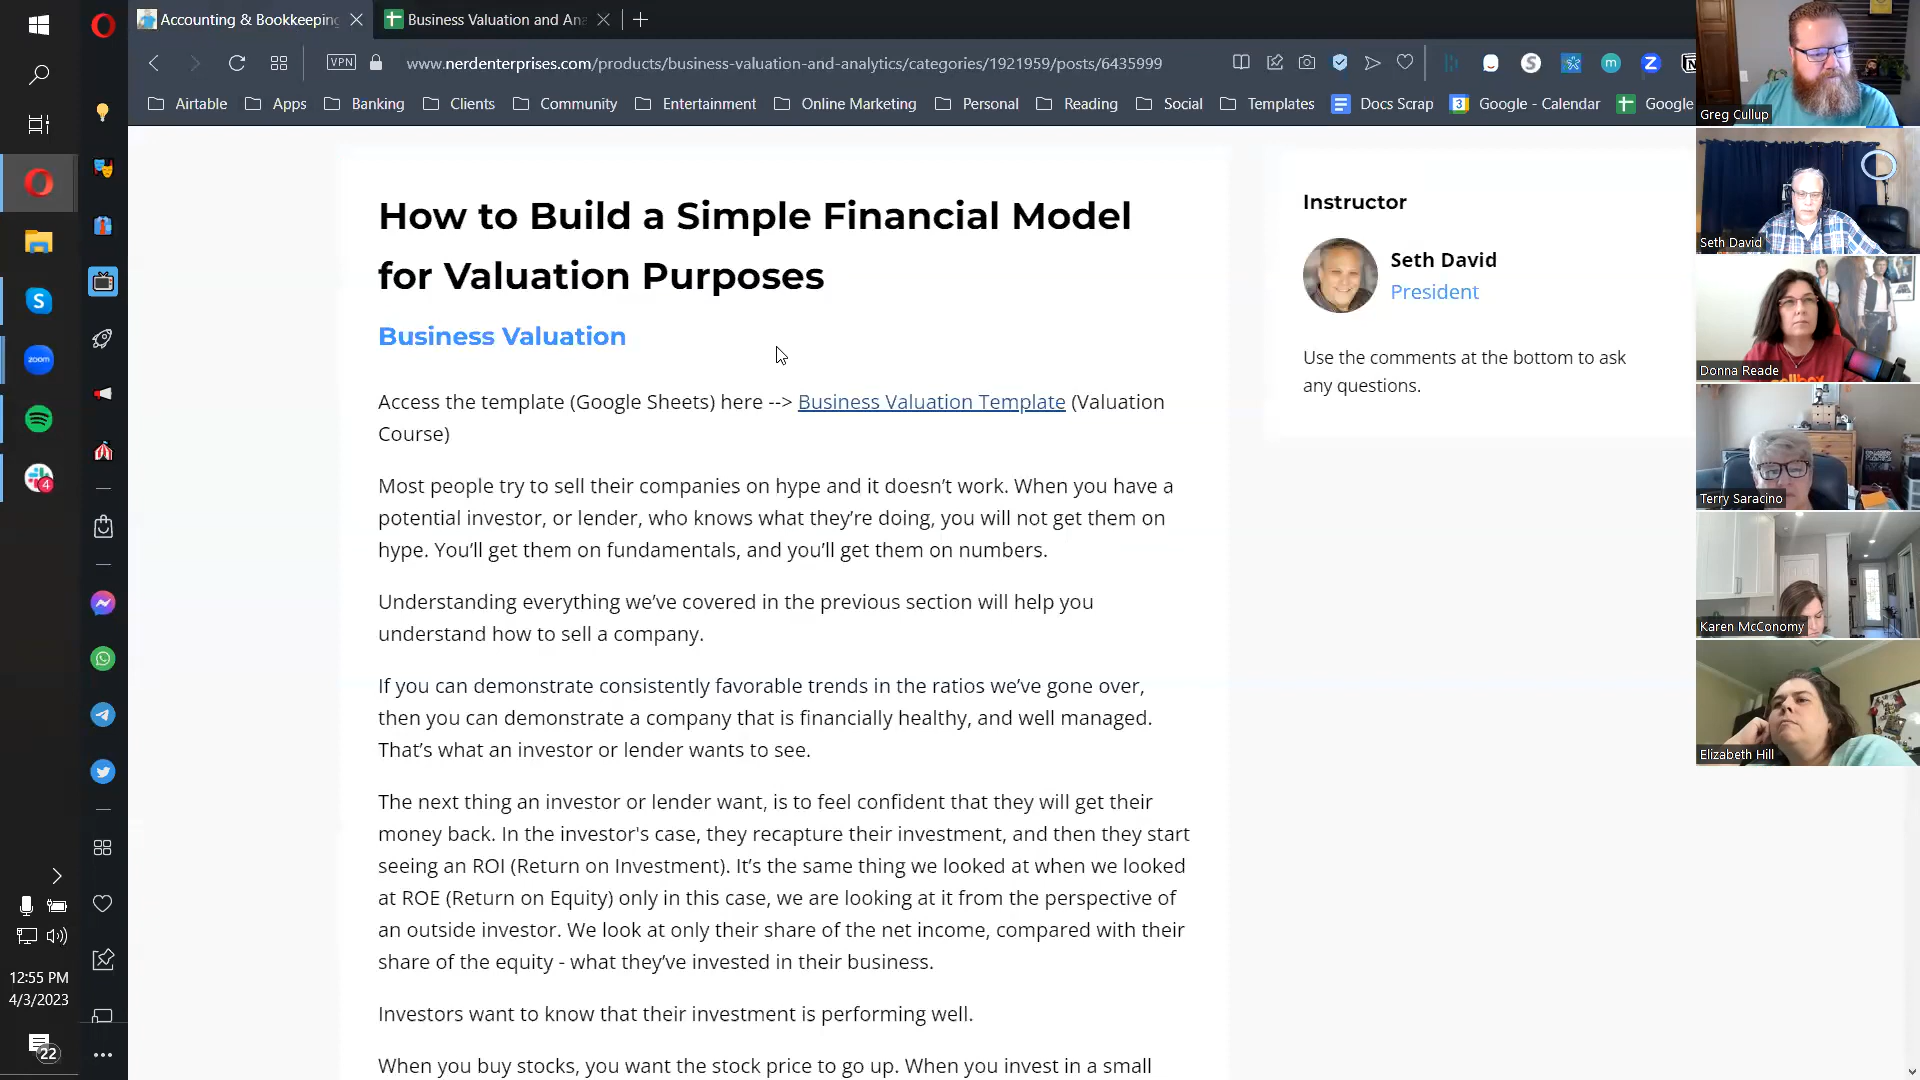 Accounting & Bookkeeping
Business Valuation and Ana
VPN
www.nerdenterprises.com/products/business-valuation-and-analytics/categories/1921959/posts/6435999
Airtable
Apps
Banking
Clients
Community
Entertainment
Online Marketing
Personal
Reading
Social
Templates
Docs Scrap
Google - Calendar
Google
How to Build a Simple Financial Model
for Valuation Purposes
Business Valuation
Access the template (Google Sheets) here --> Business Valuation Template (Valuation
Course)
Most people try to sell their companies on hype and it doesn’t work. When you have a
potential investor, or lender, who knows what they’re doing, you will not get them on
hype. You’ll get them on fundamentals, and you’ll get them on numbers.
Understanding everything we’ve covered in the previous section will help you
understand how to sell a company.
If you can demonstrate consistently favorable trends in the ratios we’ve gone over,
then you can demonstrate a company that is financially healthy, and well managed.
That’s what an investor or lender wants to see.
The next thing an investor or lender want, is to feel confident that they will get their
money back. In the investor's case, they recapture their investment, and then they start
seeing an ROI (Return on Investment). It’s the same thing we looked at when we looked
at ROE (Return on Equity) only in this case, we are looking at it from the perspective of
an outside investor. We look at only their share of the net income, compared with their
share of the equity - what they’ve invested in their business.
Investors want to know that their investment is performing well.
When you buy stocks, you want the stock price to go up. When you invest in a small
Instructor
Seth David
President
Use the comments at the bottom to ask
any questions.
Greg Cullup
Seth David
Donna Reade
Terry Saracino
Karen McConomy
Elizabeth Hill
zoom
4
12:55 PM
4/3/2023
22